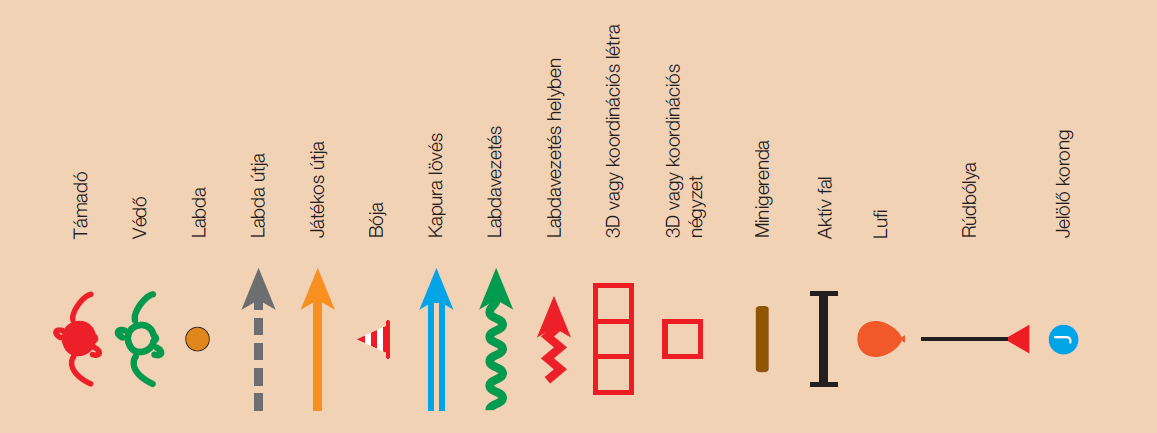 Támadó
Védő
Labda
Labda útja
Játékos útja
Bója
Kapura lövés
Labdavezetés
Labdavezetés helyben
3D vagy koordinációs létra
3D vagy koordinációs
négyzet
Minigerenda
Aktív fal
Lufi
Rúdbólya
Jelölő korong
J